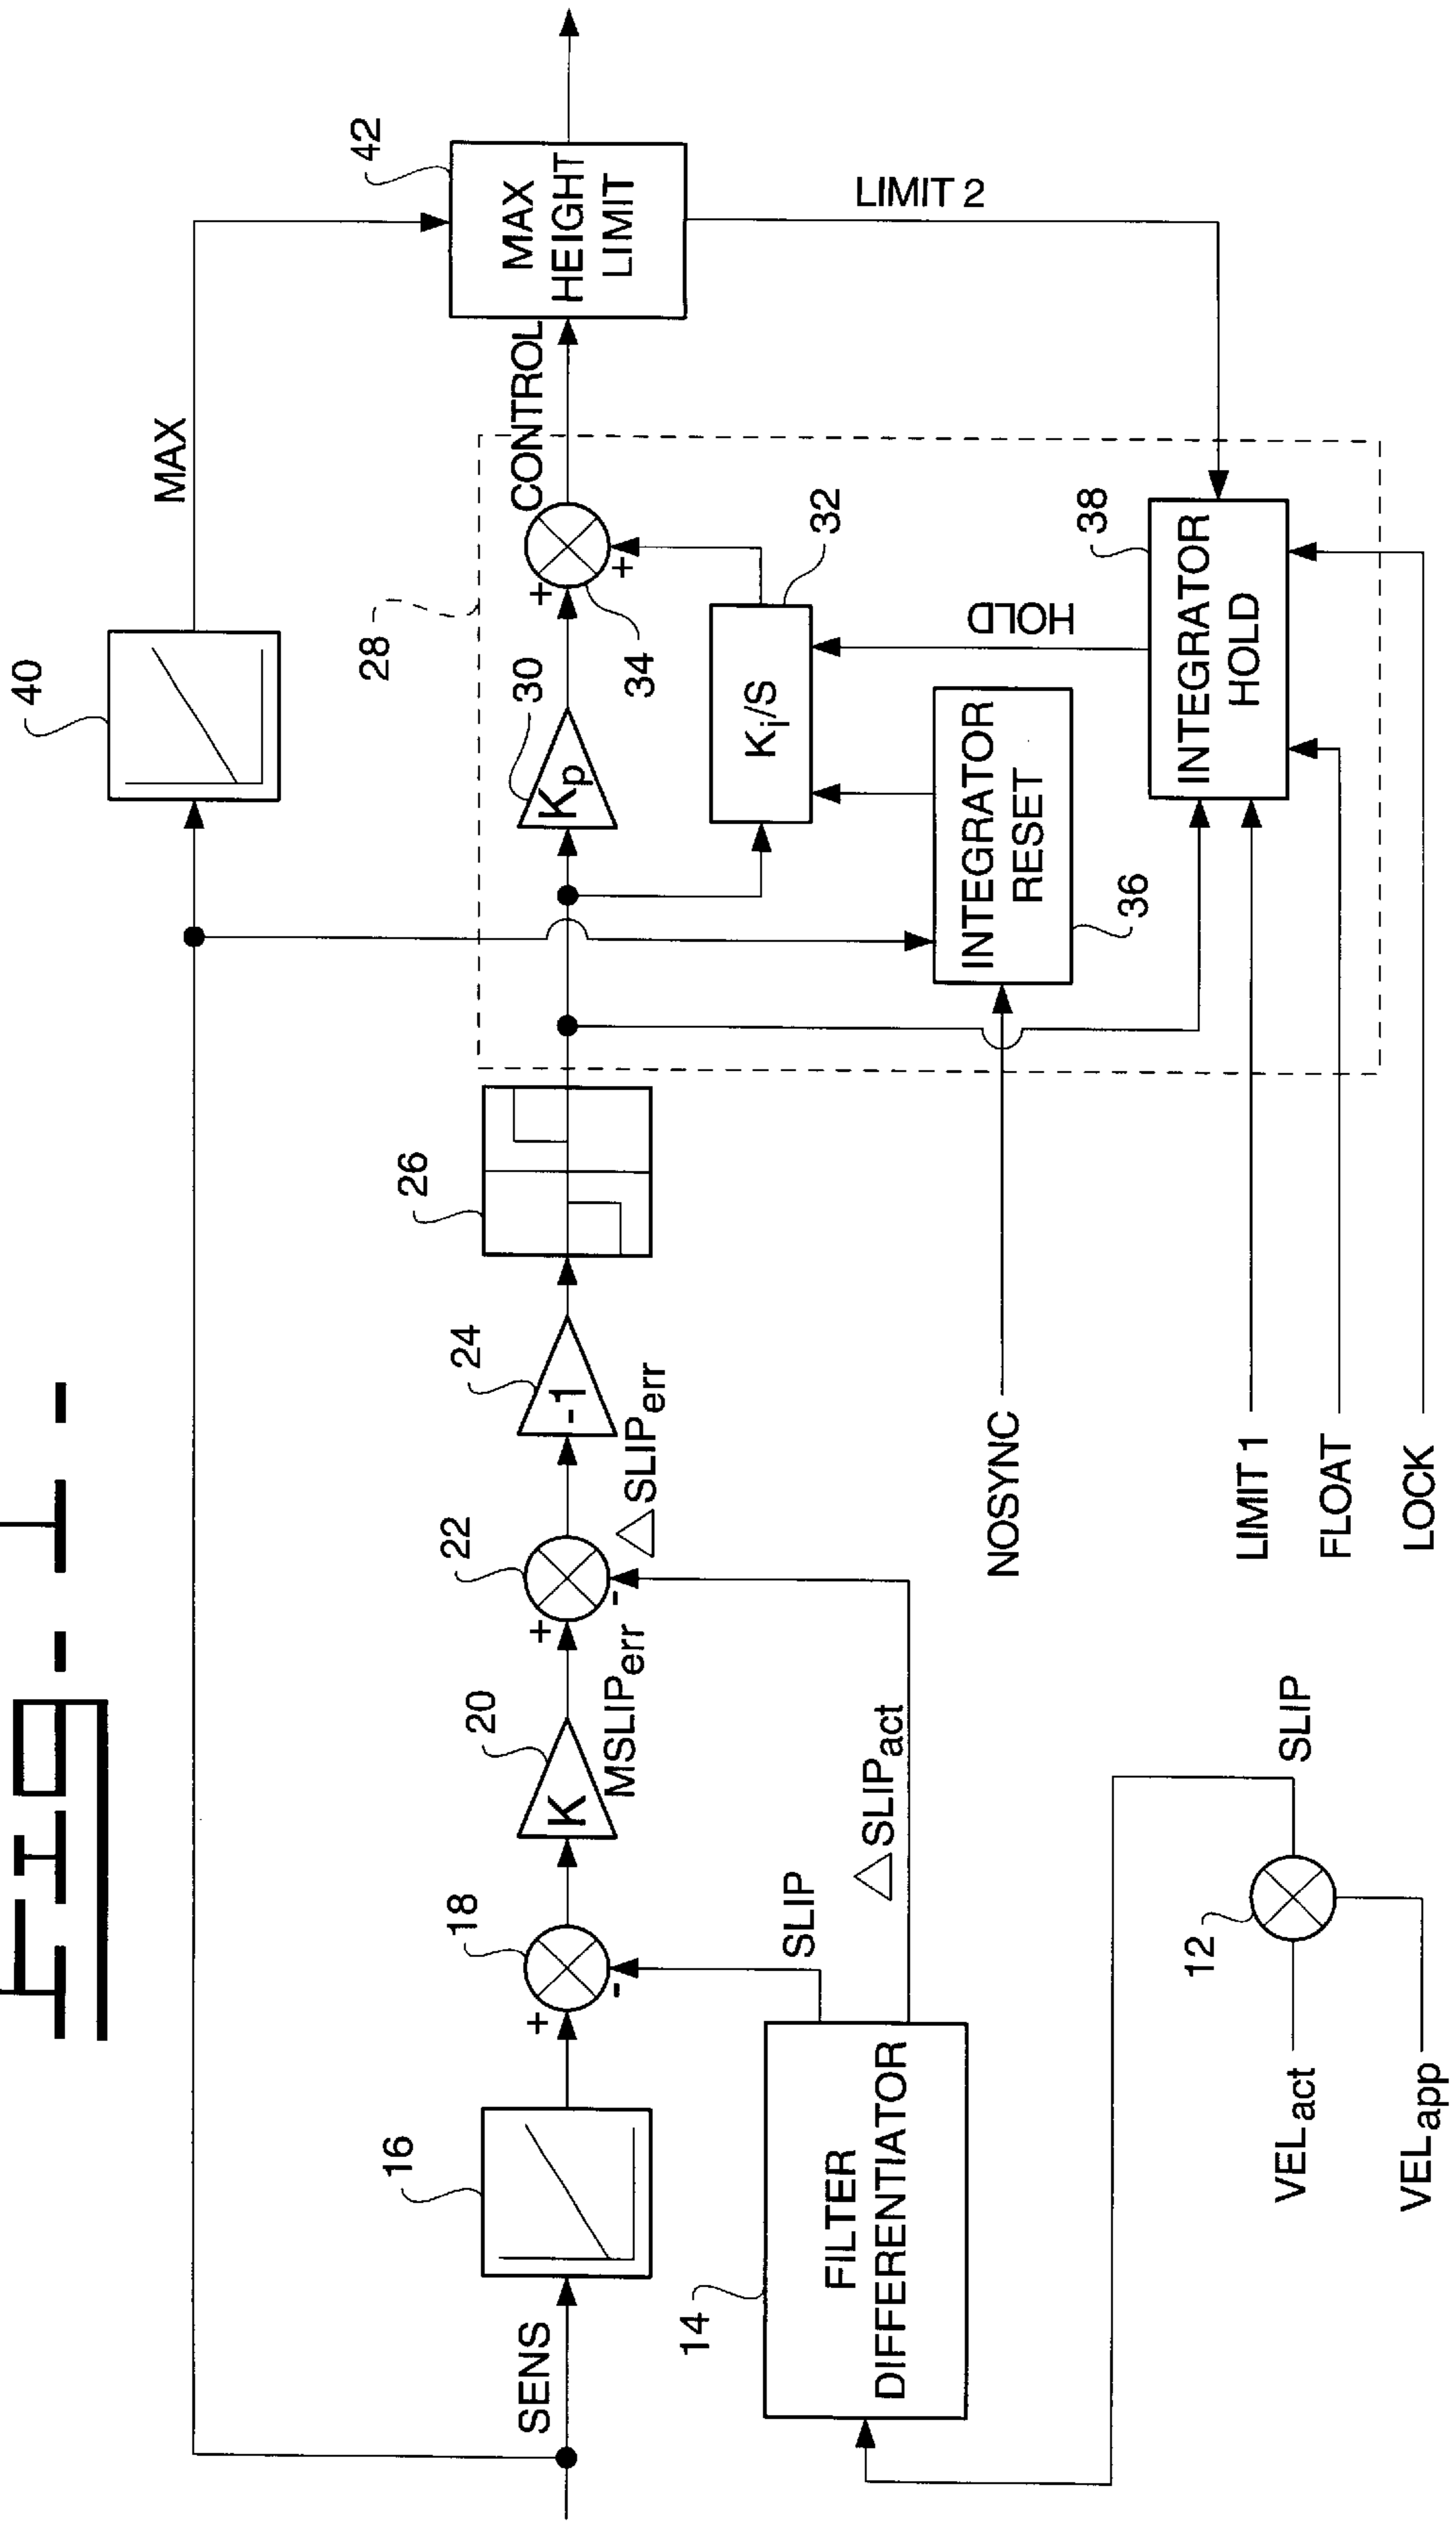 FIG. 1.
40
MAX
42
MAX
HEIGHT
LIMIT
28
CONTROL
16
SENS
18
+
-
20
K
MSLIPerr
22
+
-
△SLIPerr
24
-1
26
30
Kp
+
+
34
32
Ki/S
HOLD
LIMIT 2
38
INTEGRATOR
HOLD
INTEGRATOR
RESET
36
14
FILTER
DIFFERENTIATOR
SLIP
△SLIPact
NOSYNC
LIMIT 1
FLOAT
LOCK
SLIP
12
VELact
VELapp